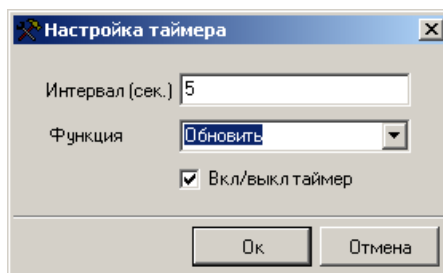 Настройка таймера
Интервал (сек.) 5
Функция Обновить
Вкл/выкл таймер
Ок Отмена